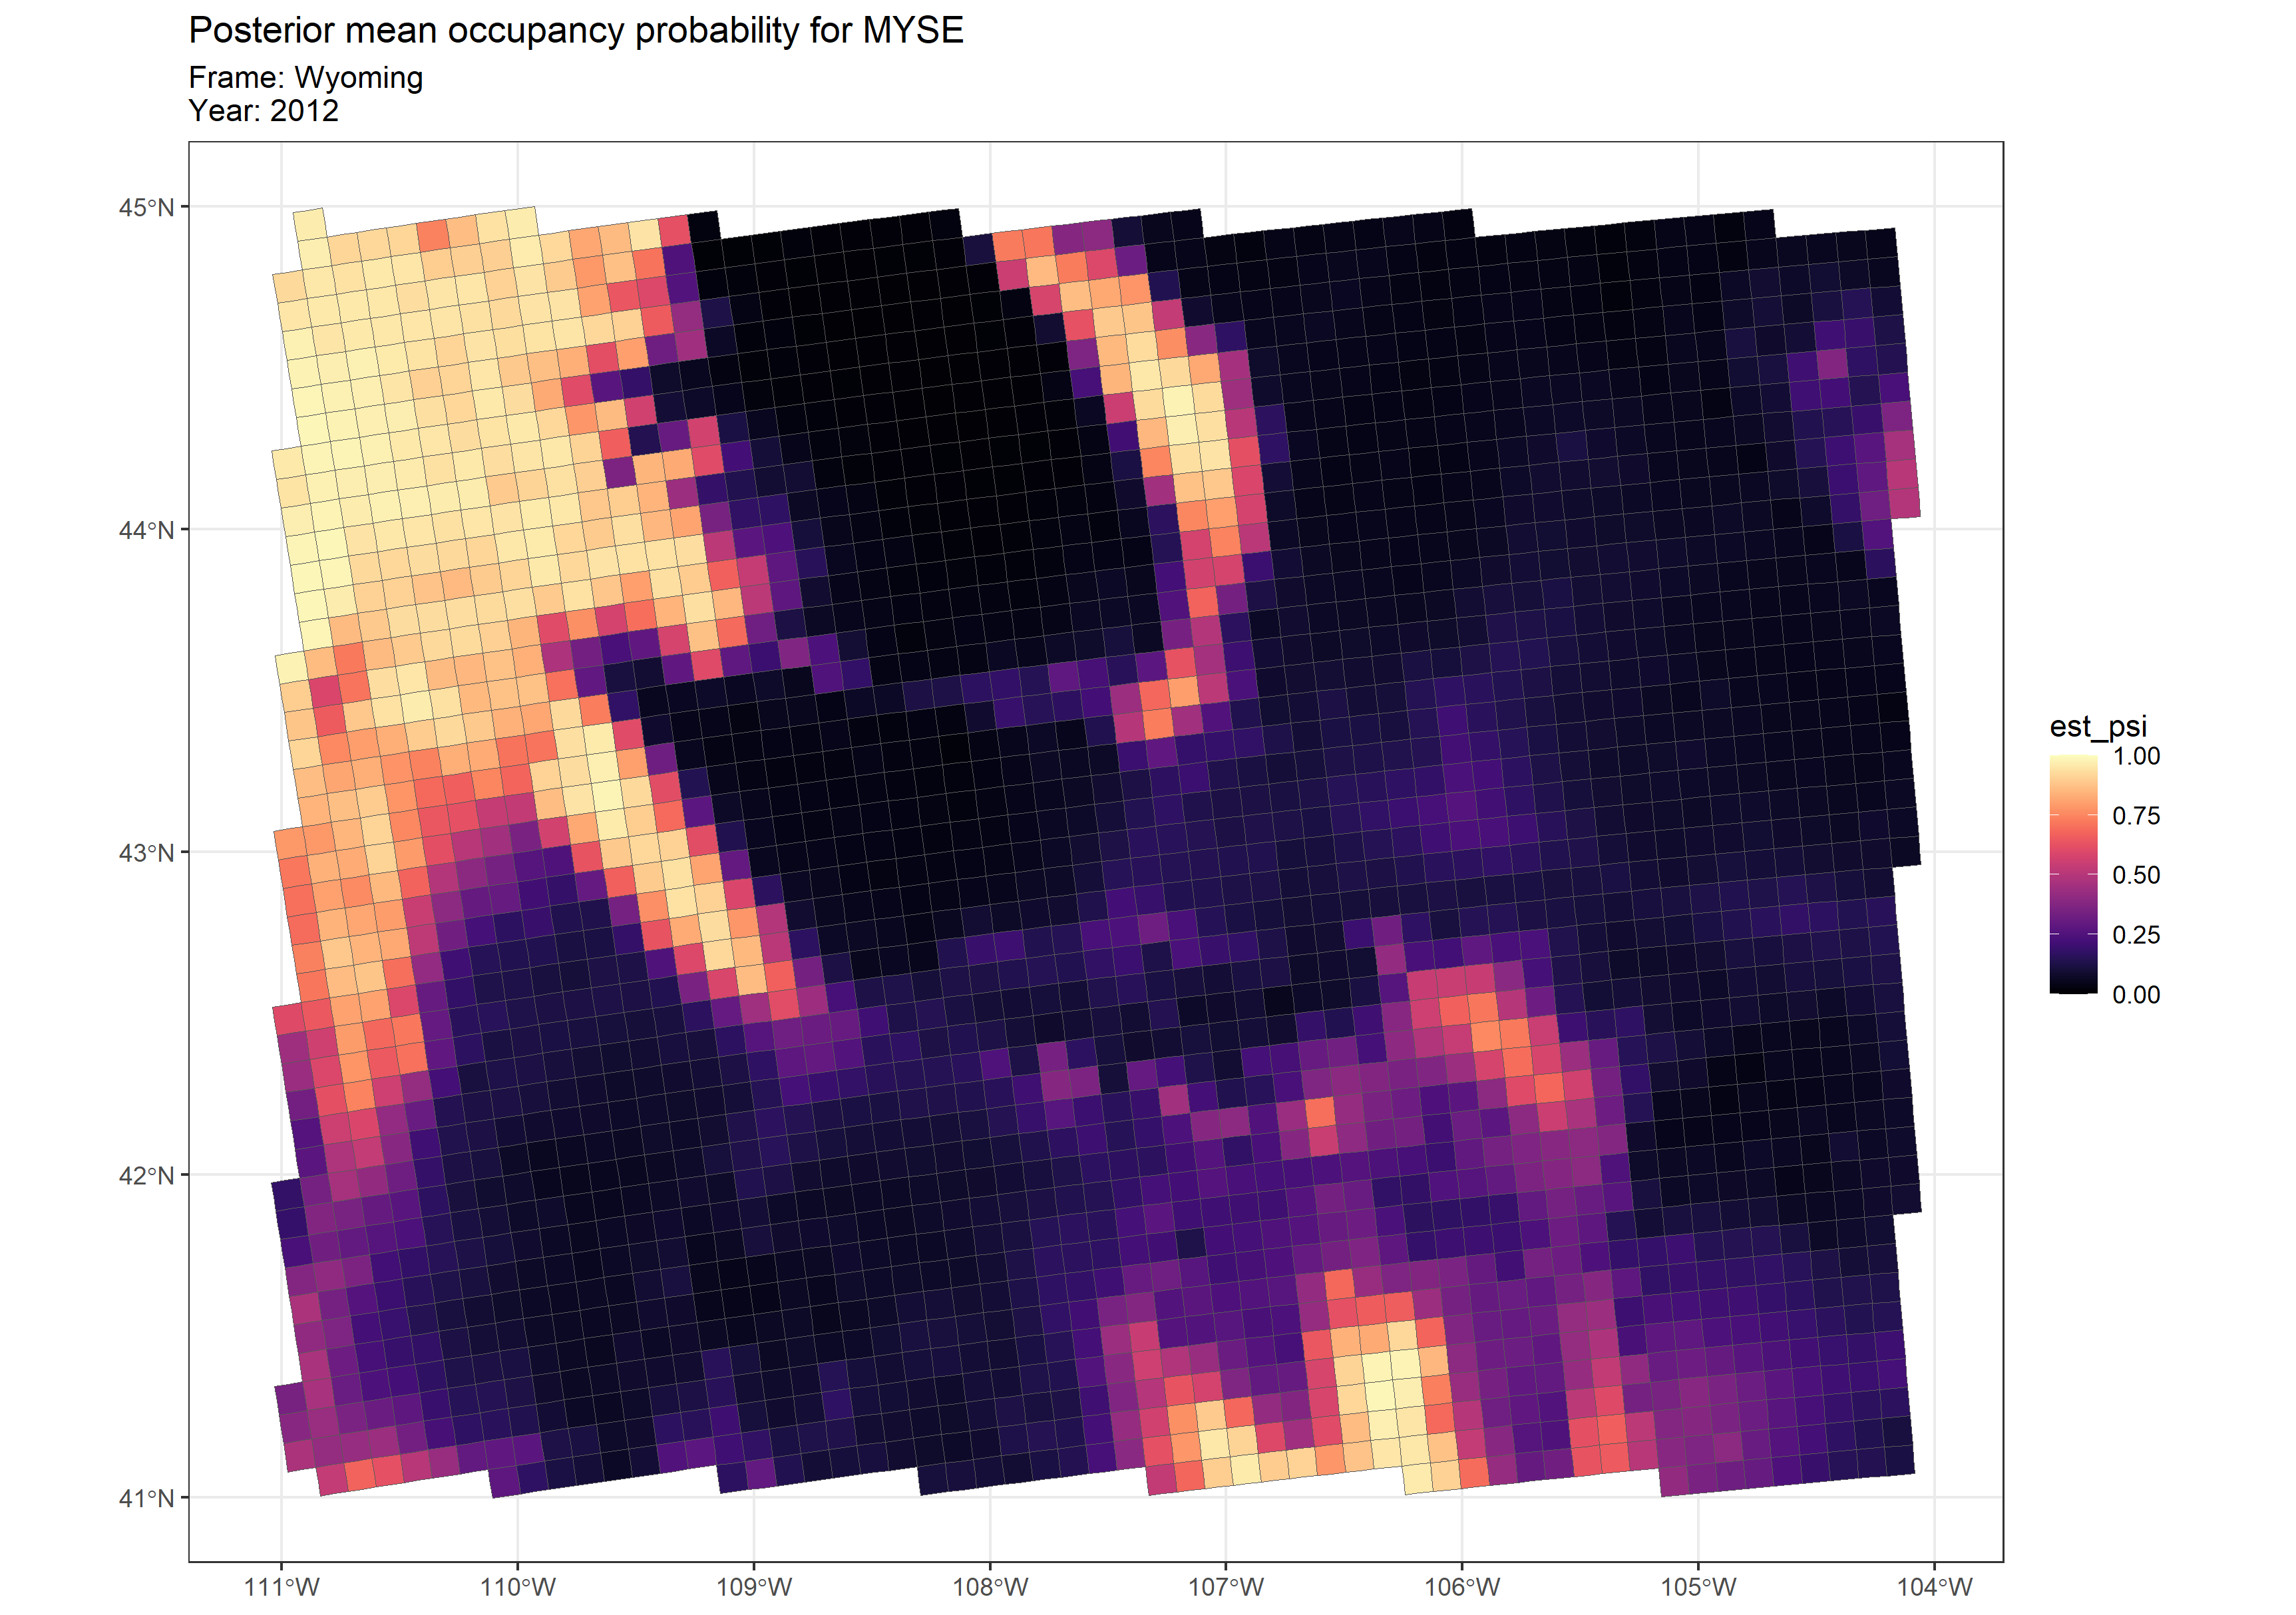 Posterior mean occupancy probability for MYSE
Frame: Wyoming
Year: 2012
45°N
44°N
43°N
42°N
41°N
111°W
110°W
109°W
108°W
107°W
106°W
105°W
104°W
est_psi
1.00
0.75
0.50
0.25
0.00